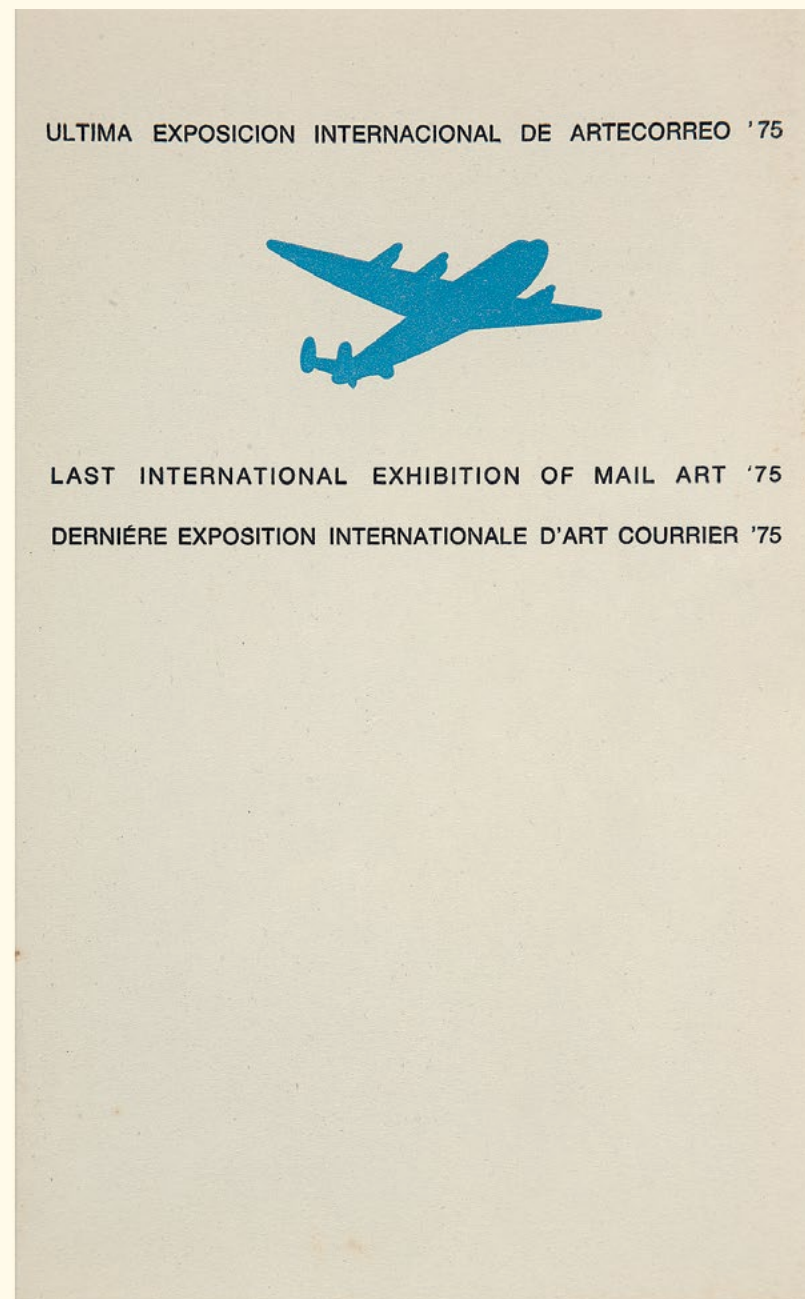 ULTIMA EXPOSICION INTERNACIONAL DE ARTECORREO '75
LAST INTERNATIONAL EXHIBITION OF MAIL ART '75
DERNIÉRE EXPOSITION INTERNATIONALE D'ART COURRIER '75